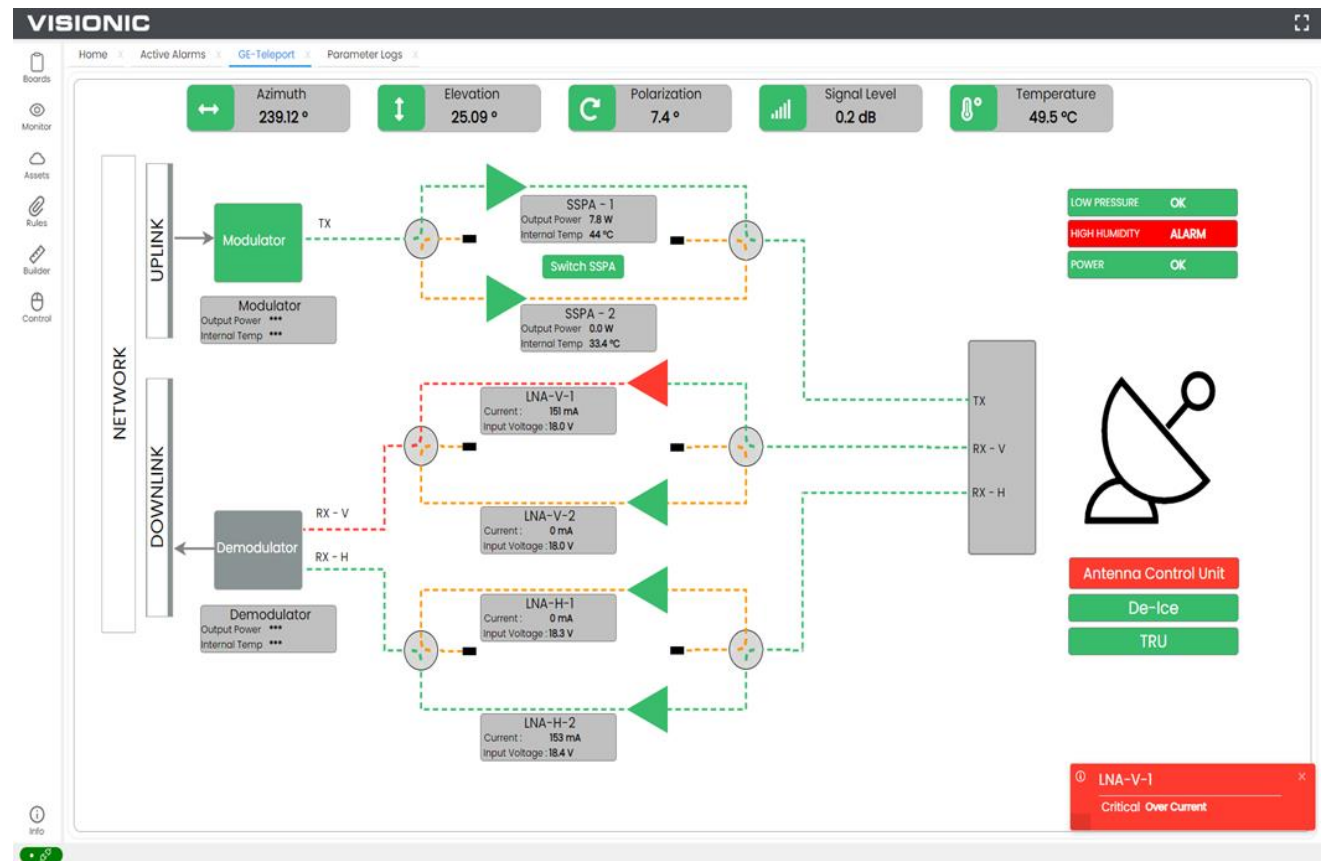 VISIONIC
Home x Active Alarms x GE-Teleport x Parameter Logs x
Boards
Monitor
Assets
Rules
Builder
Control
Info
Azimuth
239.12 °
Elevation
25.09 °
Polarization
7.4 °
Signal Level
0.2 dB
Temperature
49.5 °C
NETWORK
UPLINK
Modulator
TX
Modulator
Output Power ***
Internal Temp ***
SSPA - 1
Output Power 7.8 W
Internal Temp 44 °C
Switch SSPA
SSPA - 2
Output Power 0.0 W
Internal Temp 33.4 °C
LOW PRESSURE OK
HIGH HUMIDITY ALARM
POWER OK
DOWNLINK
Demodulator
RX - V
RX - H
Demodulator
Output Power ***
Internal Temp ***
LNA-V-1
Current : 151 mA
Input Voltage : 18.0 V
LNA-V-2
Current : 0 mA
Input Voltage : 18.0 V
LNA-H-1
Current : 0 mA
Input Voltage : 18.3 V
LNA-H-2
Current : 153 mA
Input Voltage : 18.4 V
TX
RX - V
RX - H
Antenna Control Unit
De-Ice
TRU
LNA-V-1 x
Critical Over Current